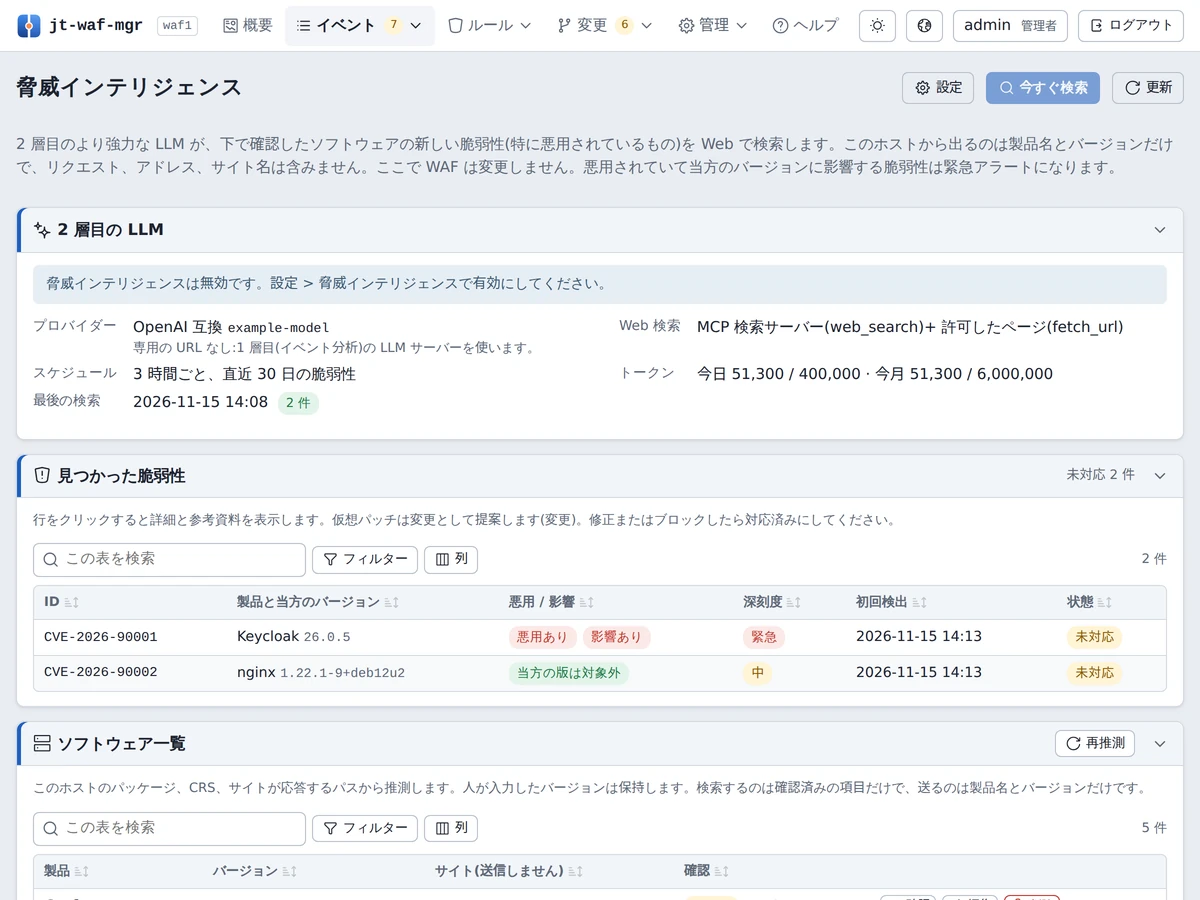 jt-waf-mgr waf1 概要 イベント 7 ルール 変更 6 管理 ヘルプ admin 管理者 ログアウト
脅威インテリジェンス 設定 今すぐ検索 更新
2 層目のより強力な LLM が、下で確認したソフトウェアの新しい脆弱性(特に悪用されているもの)を Web で検索します。このホストから出るのは製品名とバージョンだけ
で、リクエスト、アドレス、サイト名は含みません。ここで WAF は変更しません。悪用されていて当方のバージョンに影響する脆弱性は緊急アラートになります。
2 層目の LLM
脅威インテリジェンスは無効です。設定 > 脅威インテリジェンスで有効にしてください。
プロバイダー OpenAI 互換 example-model Web 検索 MCP 検索サーバー(web_search)+ 許可したページ(fetch_url)
専用の URL なし:1 層目(イベント分析)の LLM サーバーを使います。
スケジュール 3 時間ごと、直近 30 日の脆弱性 トークン 今日 51,300 / 400,000 · 今月 51,300 / 6,000,000
最後の検索 2026-11-15 14:08 2 件
見つかった脆弱性 未対応 2 件
行をクリックすると詳細と参考資料を表示します。仮想パッチは変更として提案します(変更)。修正またはブロックしたら対応済みにしてください。
この表を検索 フィルター 列 2 件
ID 製品と当方のバージョン 悪用 / 影響 深刻度 初回検出 状態
CVE-2026-90001 Keycloak 26.0.5 悪用あり 影響あり 緊急 2026-11-15 14:13 未対応
CVE-2026-90002 nginx 1.22.1-9+deb12u2 当方の版は対象外 中 2026-11-15 14:13 未対応
ソフトウェア一覧 再推測
このホストのパッケージ、CRS、サイトが応答するパスから推測します。人が入力したバージョンは保持します。検索するのは確認済みの項目だけで、送るのは製品名とバージョンだけです。
この表を検索 フィルター 列 5 件
製品 バージョン サイト(送信しません) 確認